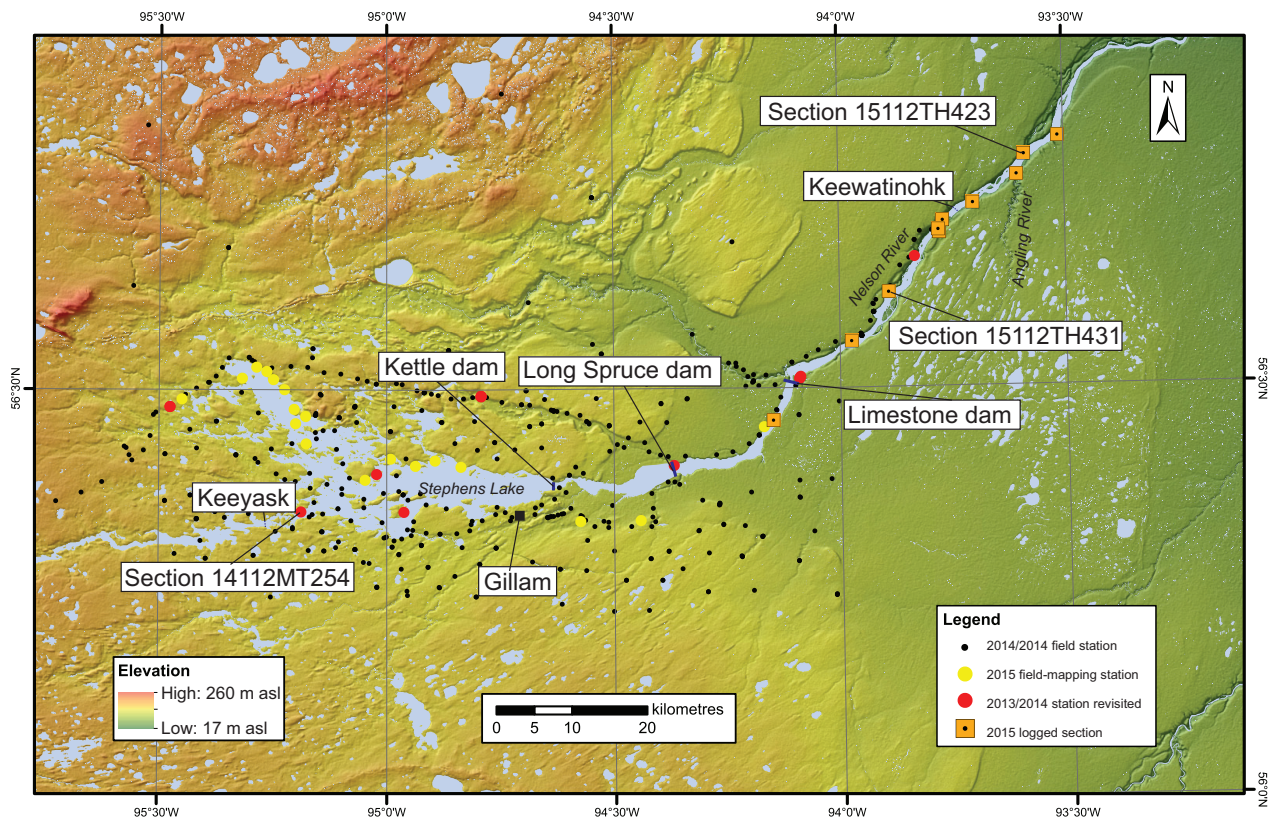 95°30'W 95°0'W 94°30'W 94°0'W 93°30'W
N
Section 15112TH423
Keewatinohk
Angling River
Nelson River
Section 15112TH431
Kettle dam
Long Spruce dam
56°30'N
56°30'N
Limestone dam
Stephens Lake
Keeyask
Section 14112MT254
Gillam
Legend
2014/2014 field station
2015 field-mapping station
2013/2014 station revisited
2015 logged section
Elevation
High: 260 m asl
Low: 17 m asl
kilometres
0 5 10 20
56°0'N
95°30'W 95°0'W 94°30'W 94°0'W 93°30'W